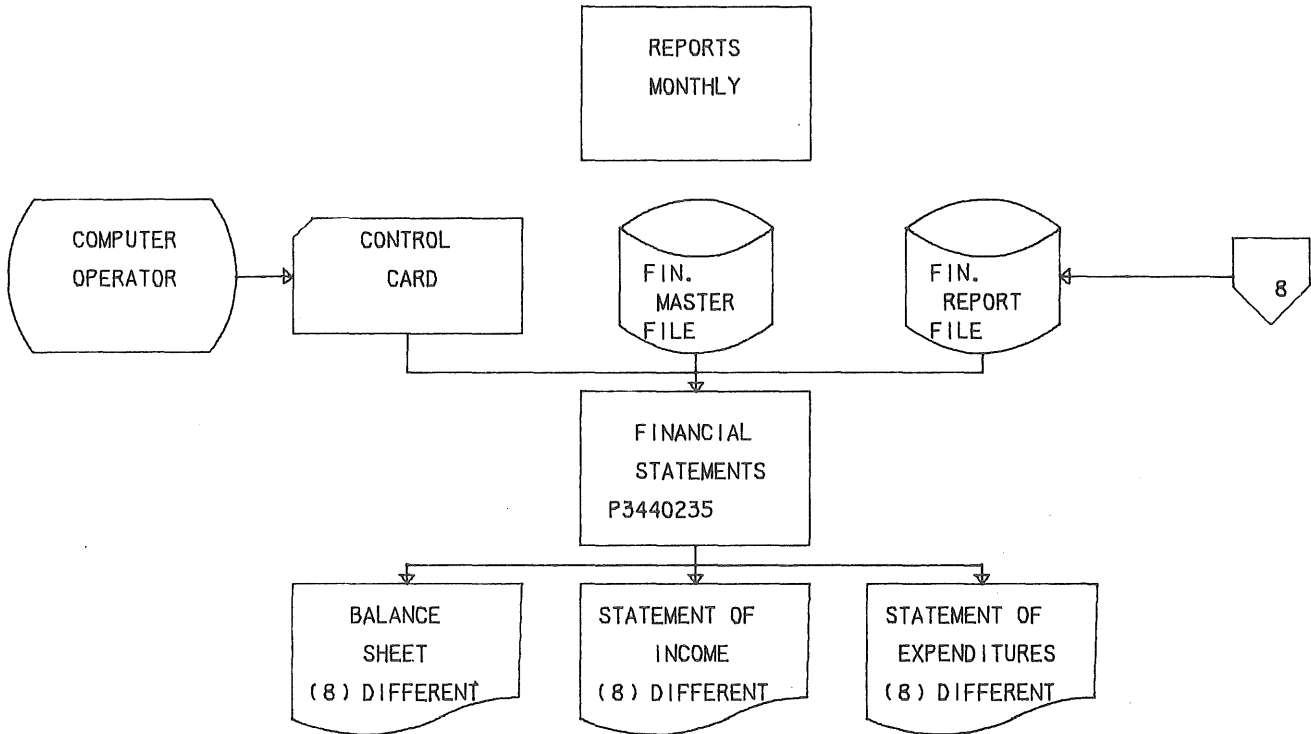 REPORTS
MONTHLY
COMPUTER
OPERATOR
CONTROL
CARD
FIN.
MASTER
FILE
FIN.
REPORT
FILE
8
FINANCIAL
STATEMENTS
P3440235
BALANCE
SHEET
(8) DIFFERENT
STATEMENT OF
INCOME
(8) DIFFERENT
STATEMENT OF
EXPENDITURES
(8) DIFFERENT